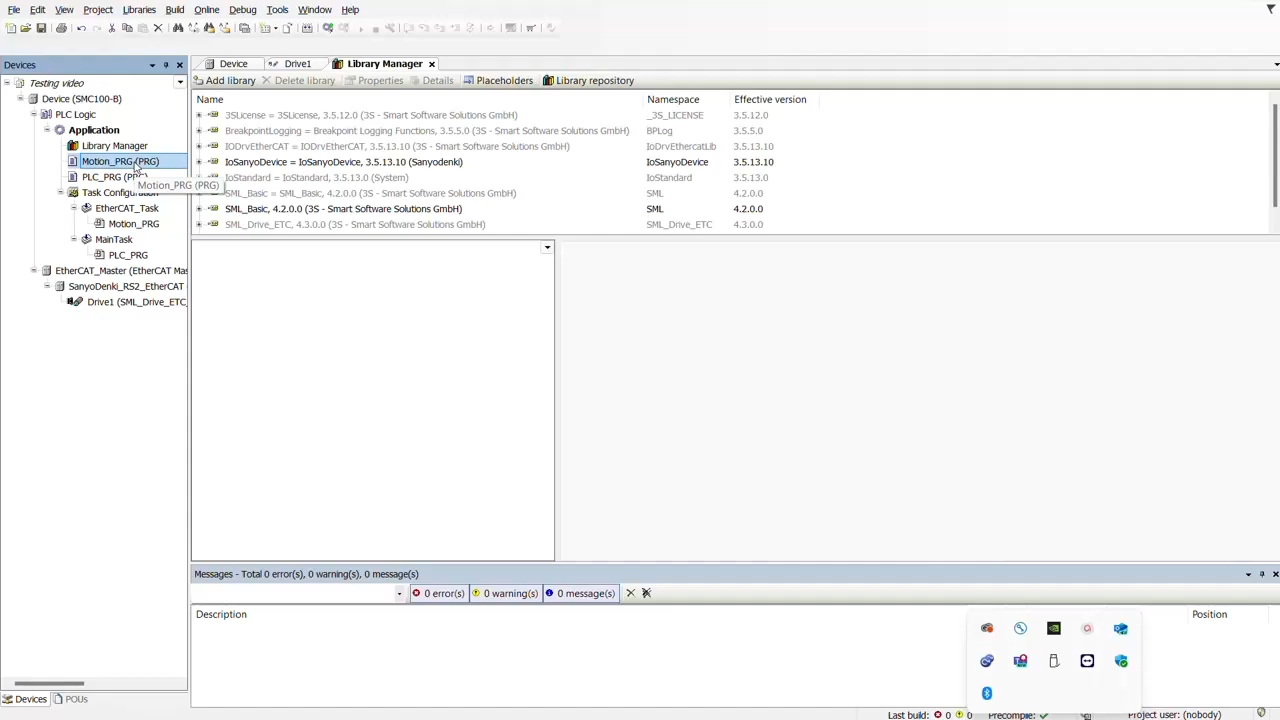 File Edit View Project Libraries Build Online Debug Tools Window Help
Devices
Testing video
Device (SMC100-B)
PLC Logic
Application
Library Manager
Motion_PRG (PRG)
PLC_PRG (PRG)
Motion_PRG (PRG)
Task Configuration
EtherCAT_Task
Motion_PRG
MainTask
PLC_PRG
EtherCAT_Master (EtherCAT Mas
SanyoDenki_RS2_EtherCAT
Drive1 (SML_Drive_ETC_
Devices POUs
Device Drive1 Library Manager
Add library Delete library Properties Details Placeholders Library repository
Name Namespace Effective version
3SLicense = 3SLicense, 3.5.12.0 (3S - Smart Software Solutions GmbH) _3S_LICENSE 3.5.12.0
BreakpointLogging = Breakpoint Logging Functions, 3.5.5.0 (3S - Smart Software Solutions GmbH) BPLog 3.5.5.0
IODrvEtherCAT = IODrvEtherCAT, 3.5.13.10 (3S - Smart Software Solutions GmbH) IoDrvEthercatLib 3.5.13.10
IoSanyoDevice = IoSanyoDevice, 3.5.13.10 (Sanyodenki) IoSanyoDevice 3.5.13.10
IoStandard = IoStandard, 3.5.13.0 (System) IoStandard 3.5.13.0
SML_Basic = SML_Basic, 4.2.0.0 (3S - Smart Software Solutions GmbH) SML 4.2.0.0
SML_Basic, 4.2.0.0 (3S - Smart Software Solutions GmbH) SML 4.2.0.0
SML_Drive_ETC, 4.3.0.0 (3S - Smart Software Solutions GmbH) SML_Drive_ETC 4.3.0.0
Messages - Total 0 error(s), 0 warning(s), 0 message(s)
0 error(s) 0 warning(s) 0 message(s)
Description Position
Last build: 0 0 Precompile: Project user: (nobody)